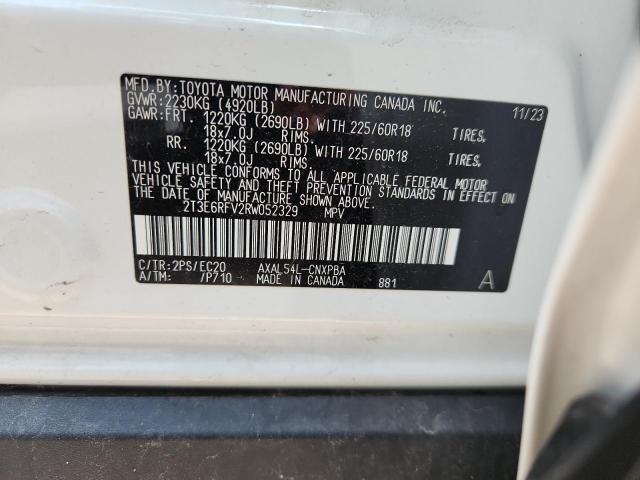 MFD.BY:TOYOTA MOTOR MANUFACTURING CANADA INC.
GVWR:2230KG (4920LB) 11/23
GAWR:FRT. 1220KG (2690LB) WITH 225/60R18 TIRES,
18x7.0J RIMS.
RR. 1220KG (2690LB) WITH 225/60R18 TIRES,
18x7.0J RIMS.
THIS VEHICLE CONFORMS TO ALL APPLICABLE FEDERAL MOTOR
VEHICLE SAFETY AND THEFT PREVENTION STANDARDS IN EFFECT ON
THE DATE OF MANUFACTURE SHOWN ABOVE.
2T3E6RFV2RW052329 MPV
C/TR:2PS/EC20 AXAL54L-CNXPBA
A/TM: /P710 MADE IN CANADA 881 A